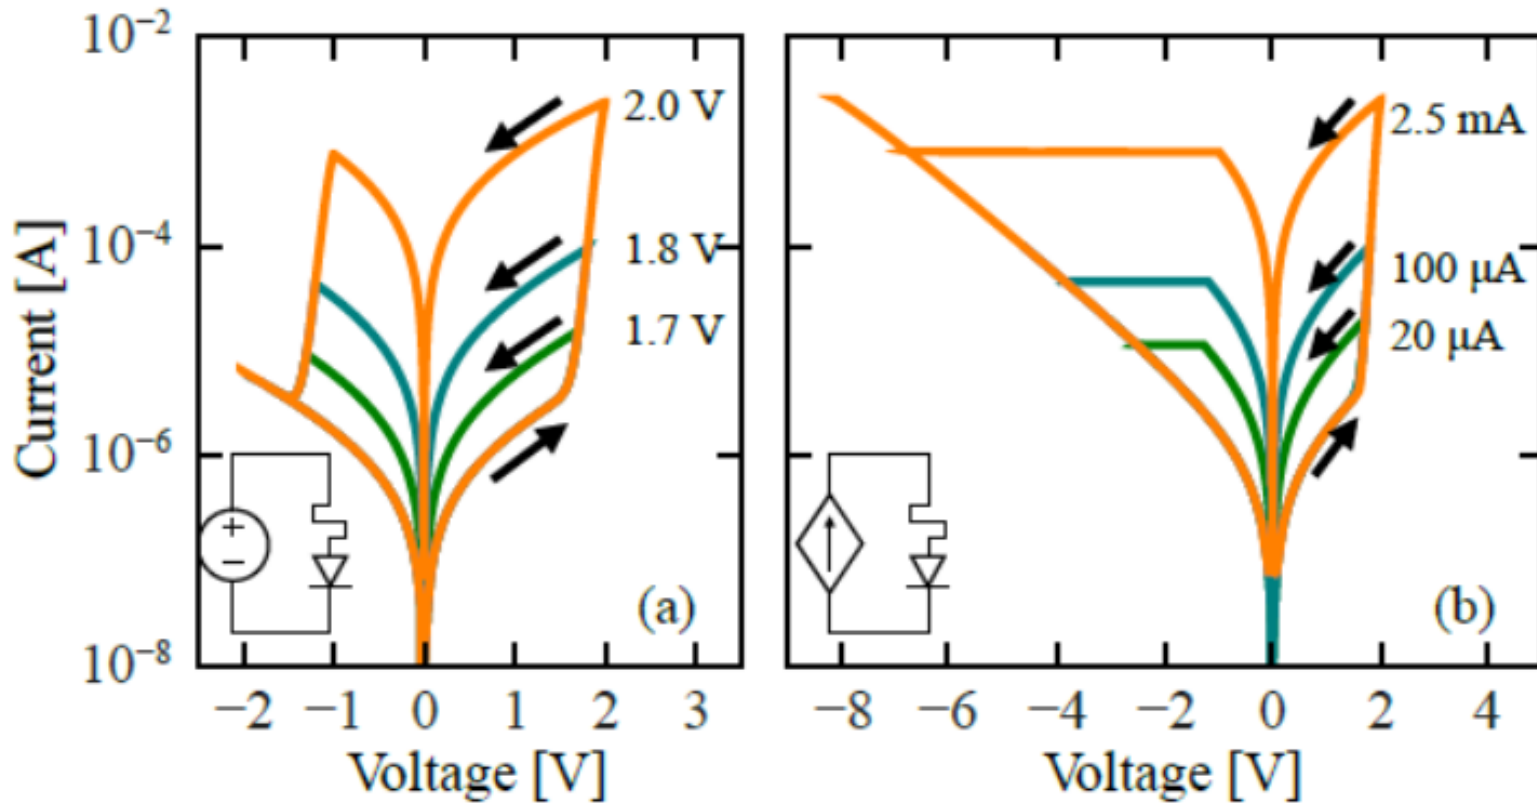 Current [A]
10⁻²
10⁻⁴
10⁻⁶
10⁻⁸
2.0 V
1.8 V
1.7 V
+
−
(a)
−2 −1 0 1 2 3
Voltage [V]
2.5 mA
100 μA
20 μA
(b)
−8 −6 −4 −2 0 2 4
Voltage [V]